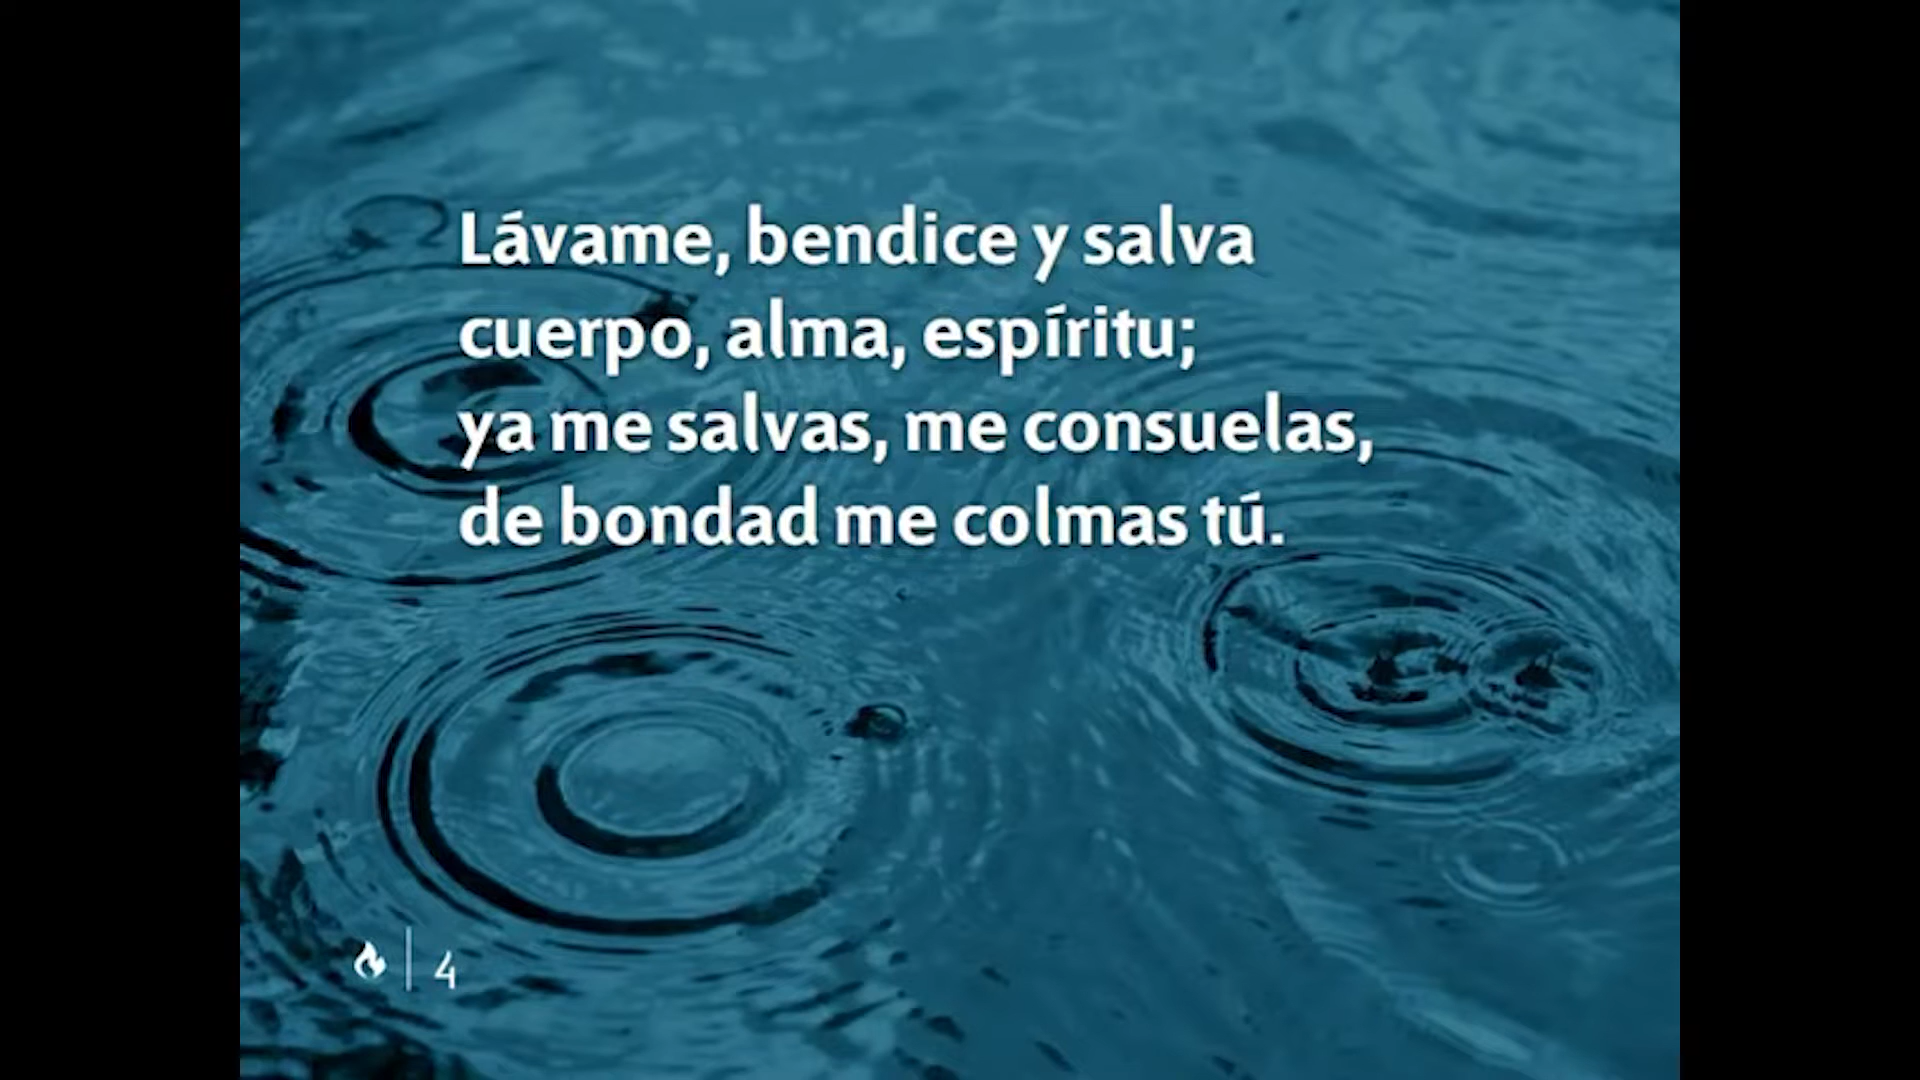 Lávame, bendice y salva
cuerpo, alma, espíritu;
ya me salvas, me consuelas,
de bondad me colmas tú.
4